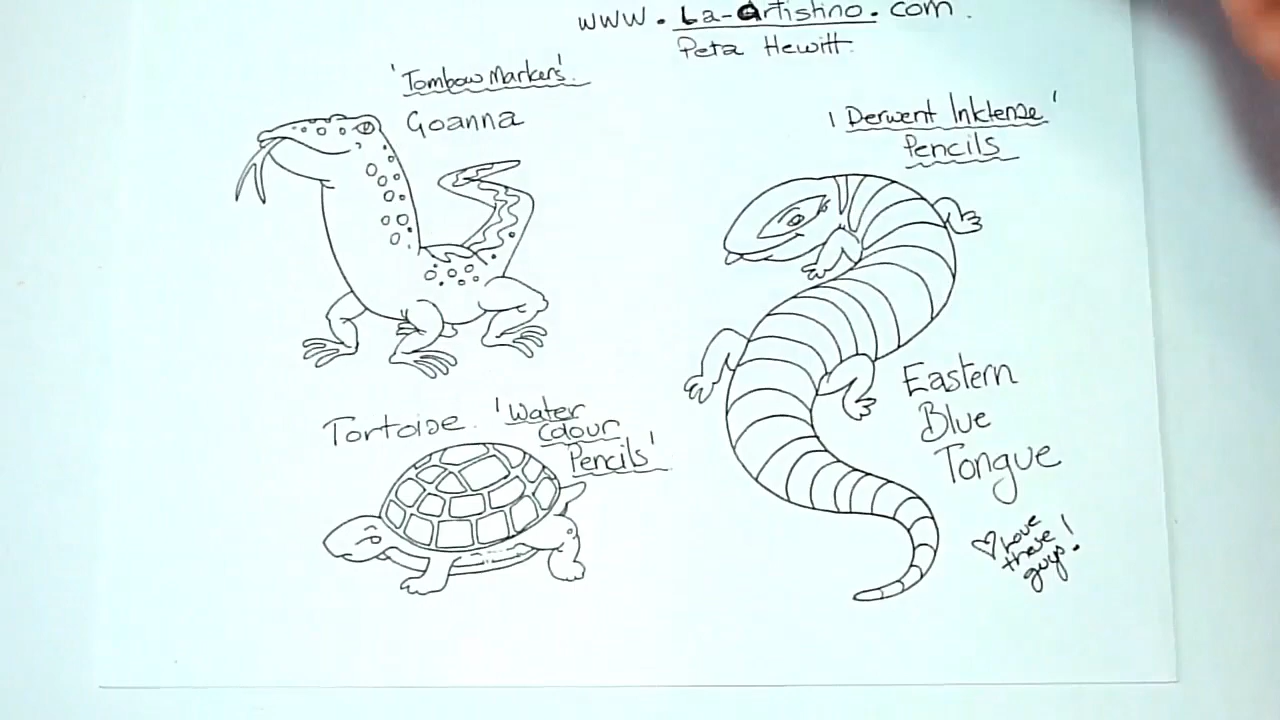 www.La-artistino.com.
Peta Hewitt.
'Tombow Markers'.
Goanna
'Derwent Inktense'
Pencils
Tortoise. 'Water
Colour
Pencils'
Eastern
Blue
Tongue
Love
these
guys!